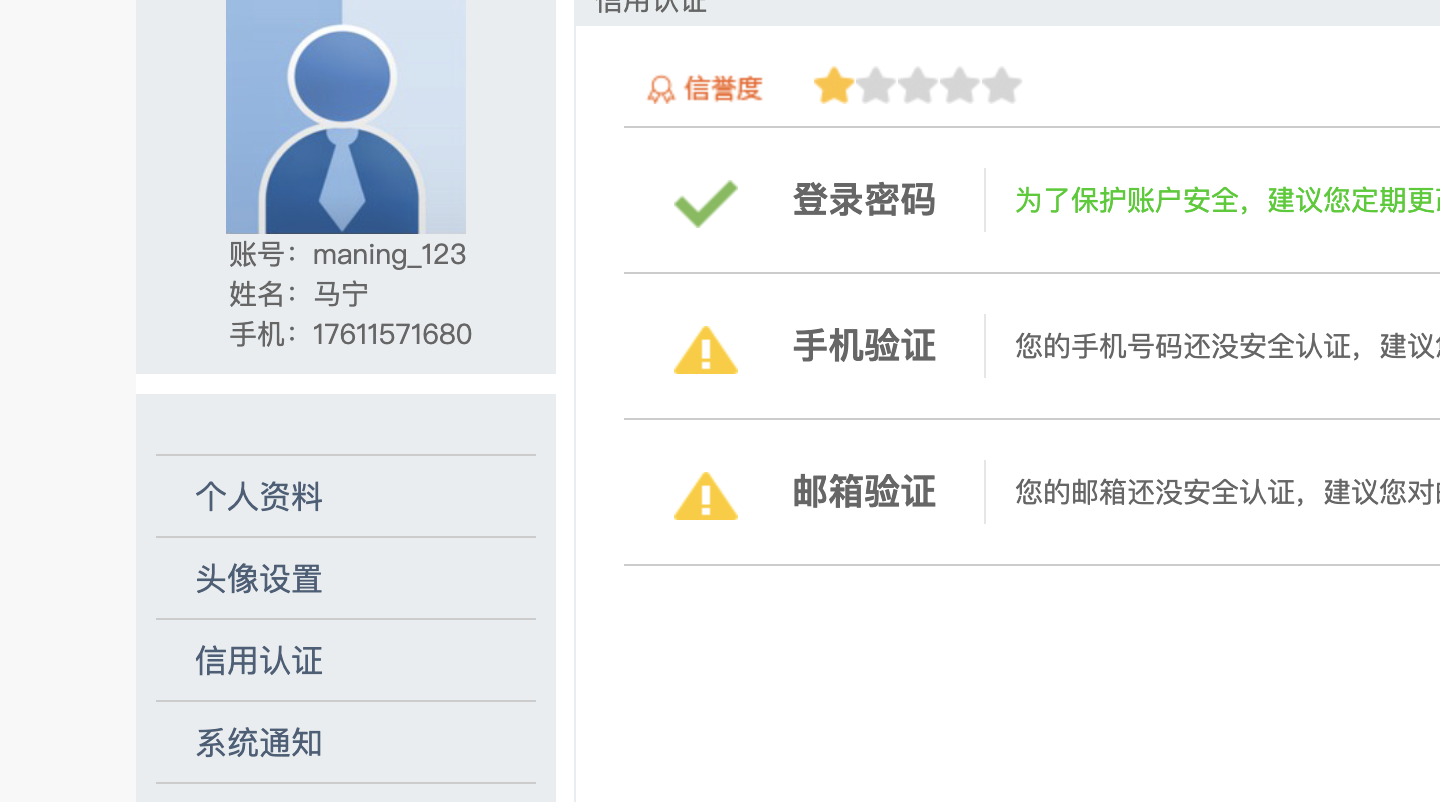 信用认证
信誉度
登录密码
为了保护账户安全，建议您定期更
手机验证
您的手机号码还没安全认证，建议
邮箱验证
您的邮箱还没安全认证，建议您对
账号：maning_123
姓名：马宁
手机：17611571680
个人资料
头像设置
信用认证
系统通知